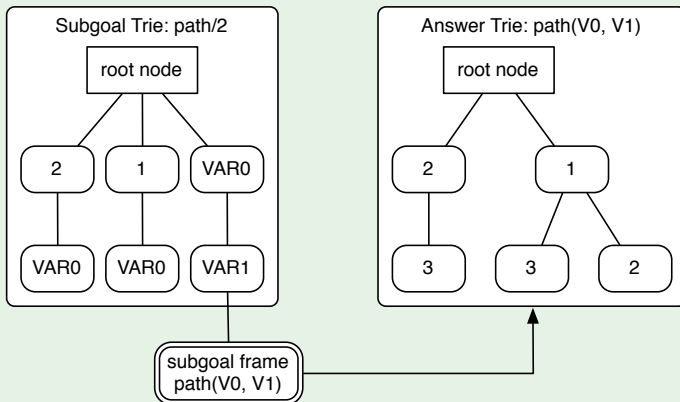 Subgoal Trie: path/2
root node
2
1
VAR0
VAR0
VAR0
VAR1
subgoal frame
path(V0, V1)
Answer Trie: path(V0, V1)
root node
2
1
3
3
2